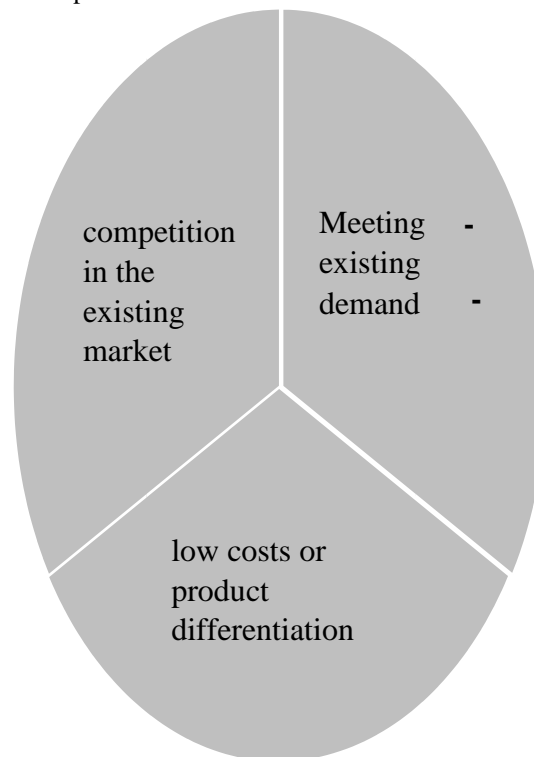 competition
in the
existing
market
Meeting -
existing
demand -
low costs or
product
differentiation